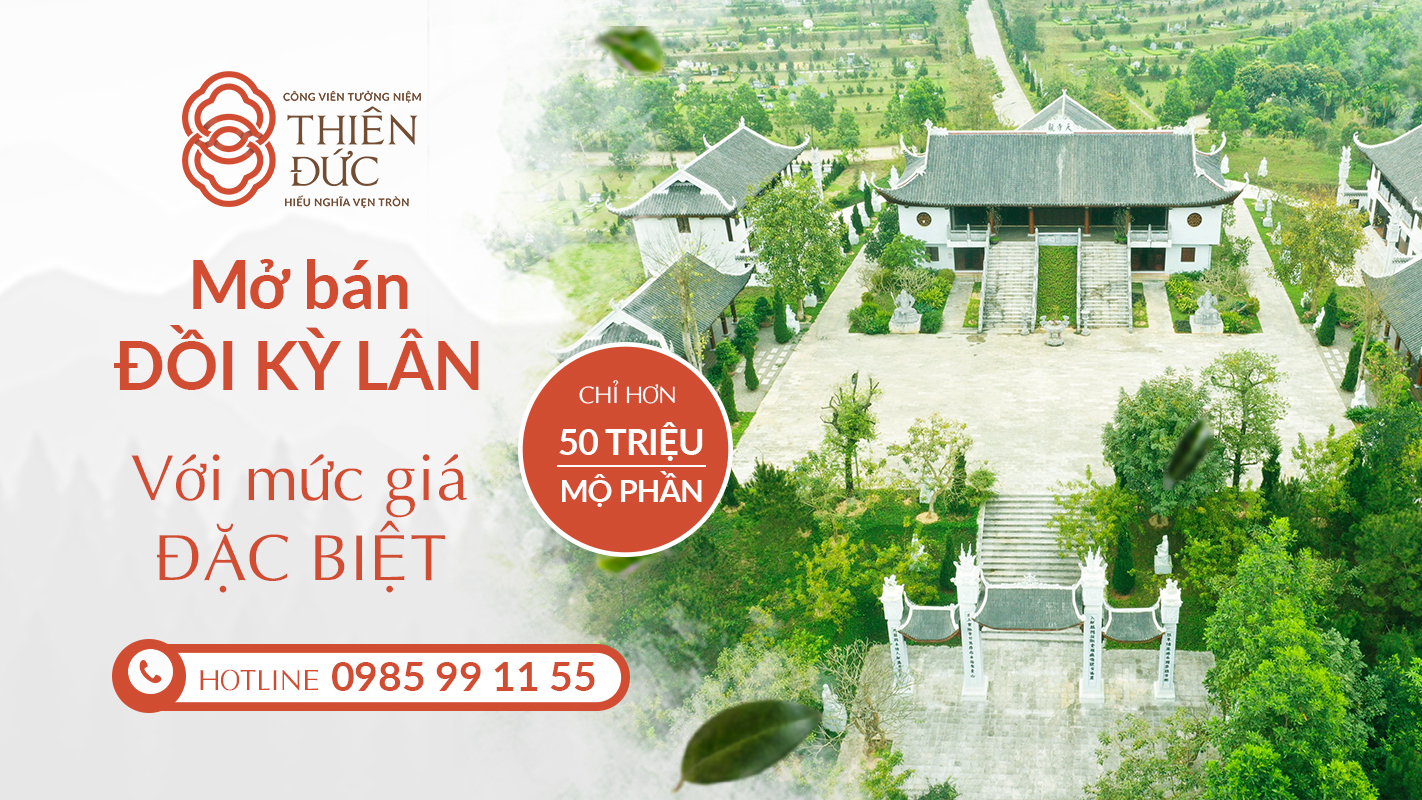 CÔNG VIÊN TƯỞNG NIỆM
THIÊN
ĐỨC
HIẾU NGHĨA VẸN TRÒN
Mở bán
ĐỒI KỲ LÂN
Với mức giá
ĐẶC BIỆT
CHỈ HƠN
50 TRIỆU
MỘ PHẦN
HOTLINE 0985 99 11 55